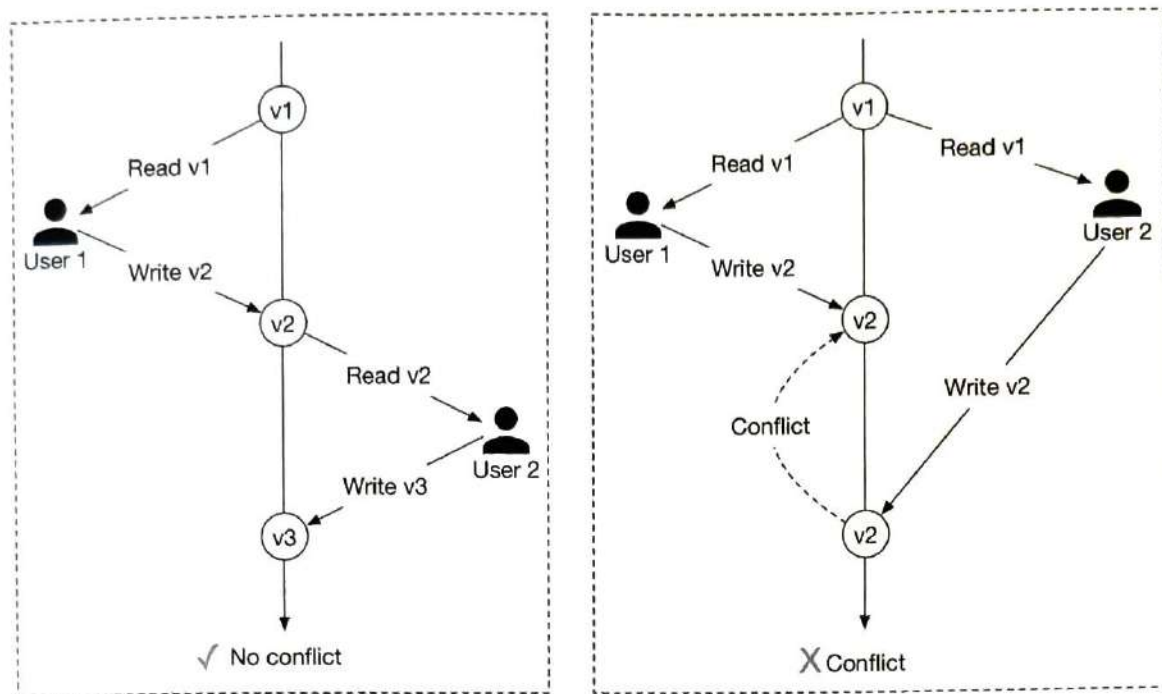 v1
Read v1
User 1
Write v2
v2
Read v2
User 2
Write v3
v3
✓ No conflict
v1
Read v1
Read v1
User 1
User 2
Write v2
v2
Write v2
Conflict
v2
X Conflict